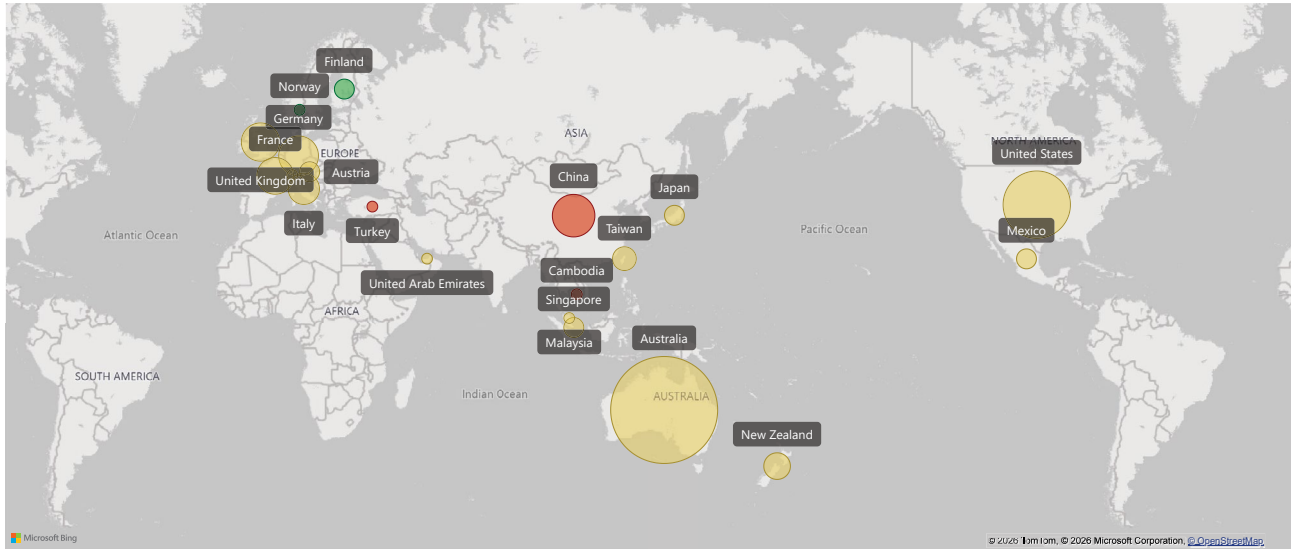 Finland
Norway
Germany
France
EUROPE
United Kingdom
Austria
Italy
Turkey
United Arab Emirates
ASIA
China
Japan
Taiwan
Cambodia
Singapore
Malaysia
Australia
AUSTRALIA
New Zealand
NORTH AMERICA
United States
Mexico
Atlantic Ocean
Pacific Ocean
AFRICA
SOUTH AMERICA
Indian Ocean
Microsoft Bing
© 2026 TomTom, © 2026 Microsoft Corporation, © OpenStreetMap